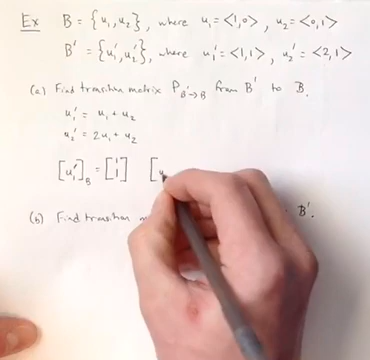 Ex B = {u₁, u₂}, where u₁ = <1,0>, u₂ = <0,1>
B' = {u₁', u₂'}, where u₁' = <1,1>, u₂' = <2,1>
(a) Find transition matrix P_B'→B from B' to B.
u₁' = u₁ + u₂
u₂' = 2u₁ + u₂
[u₁']_B = [1 1] [u
(b) Find transition B'.